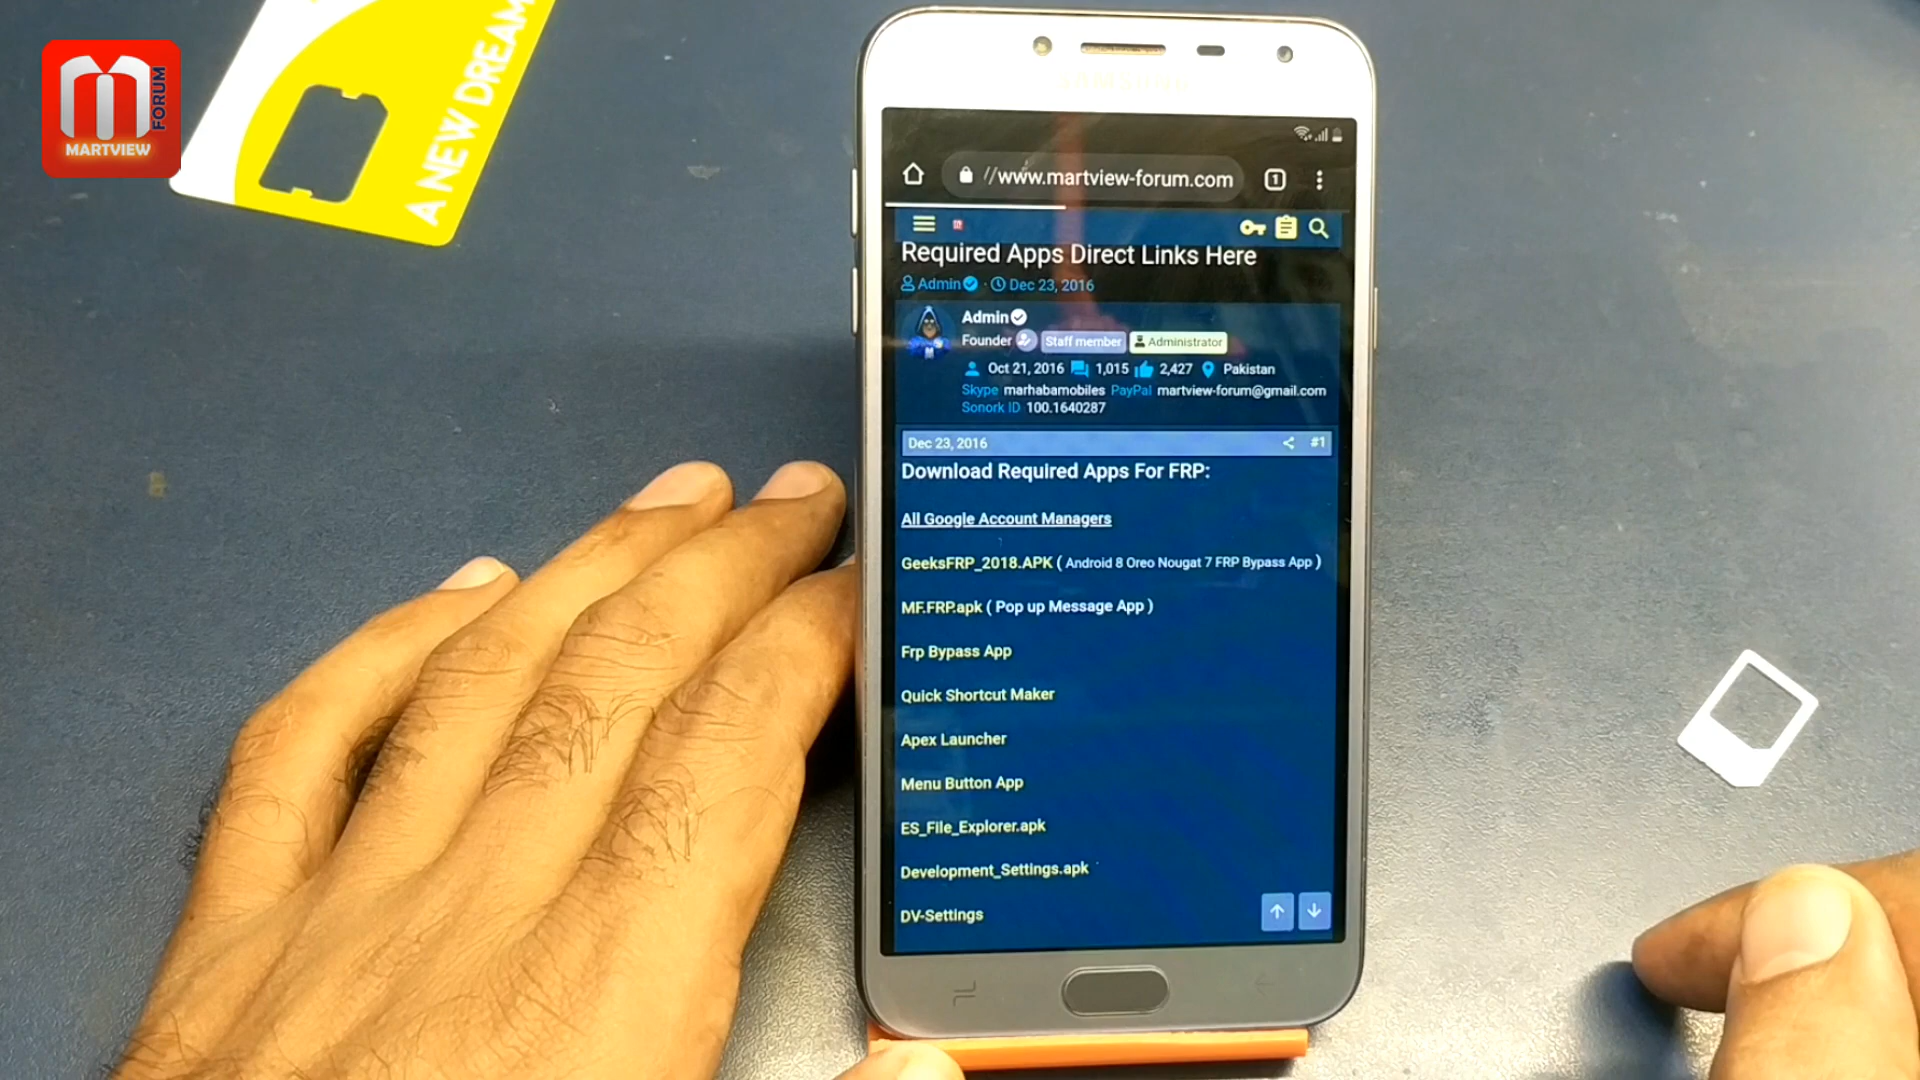 FORUM
MARTVIEW
A NEW DREAM
SAMSUNG
//www.martview-forum.com
1
Required Apps Direct Links Here
Admin · Dec 23, 2016
Admin
Founder Staff member Administrator
Oct 21, 2016 1,015 2,427 Pakistan
Skype marhabamobiles PayPal martview-forum@gmail.com
Sonork ID 100.1640287
Dec 23, 2016 #1
Download Required Apps For FRP:
All Google Account Managers
GeeksFRP_2018.APK ( Android 8 Oreo Nougat 7 FRP Bypass App )
MF.FRP.apk ( Pop up Message App )
Frp Bypass App
Quick Shortcut Maker
Apex Launcher
Menu Button App
ES_File_Explorer.apk
Development_Settings.apk
DV-Settings